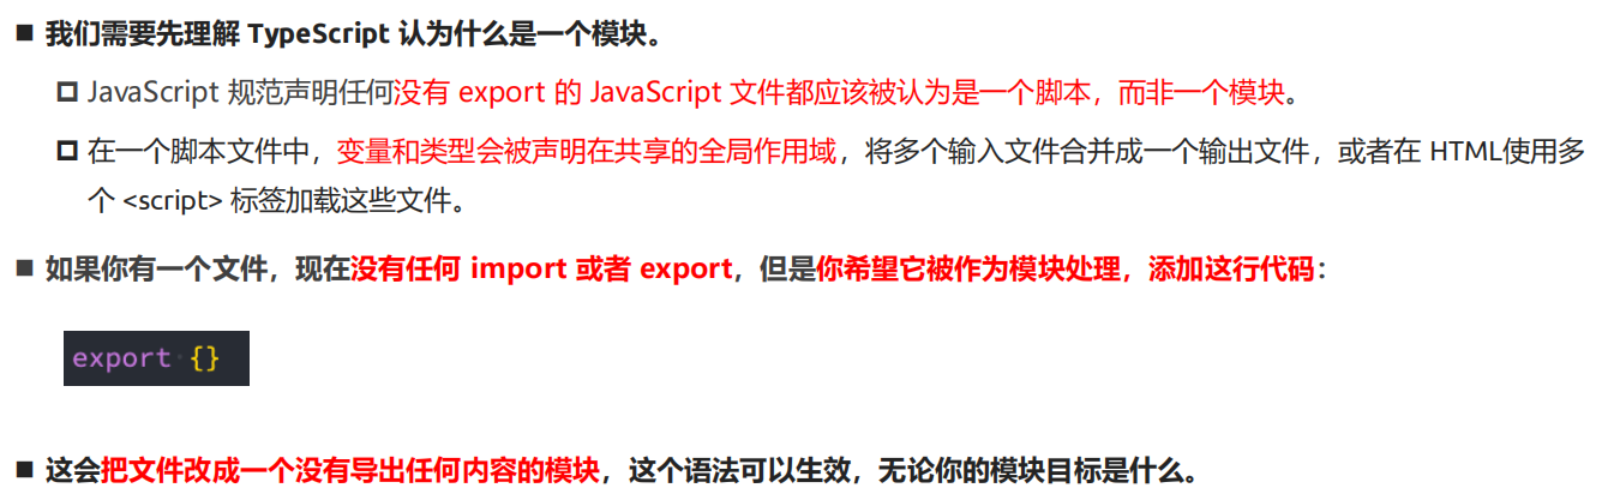 ■ 我们需要先理解 TypeScript 认为什么是一个模块。
JavaScript 规范声明任何没有 export 的 JavaScript 文件都应该被认为是一个脚本，而非一个模块。
在一个脚本文件中，变量和类型会被声明在共享的全局作用域，将多个输入文件合并成一个输出文件，或者在 HTML使用多
个 <script> 标签加载这些文件。
■ 如果你有一个文件，现在没有任何 import 或者 export，但是你希望它被作为模块处理，添加这行代码：
export {}
■ 这会把文件改成一个没有导出任何内容的模块，这个语法可以生效，无论你的模块目标是什么。